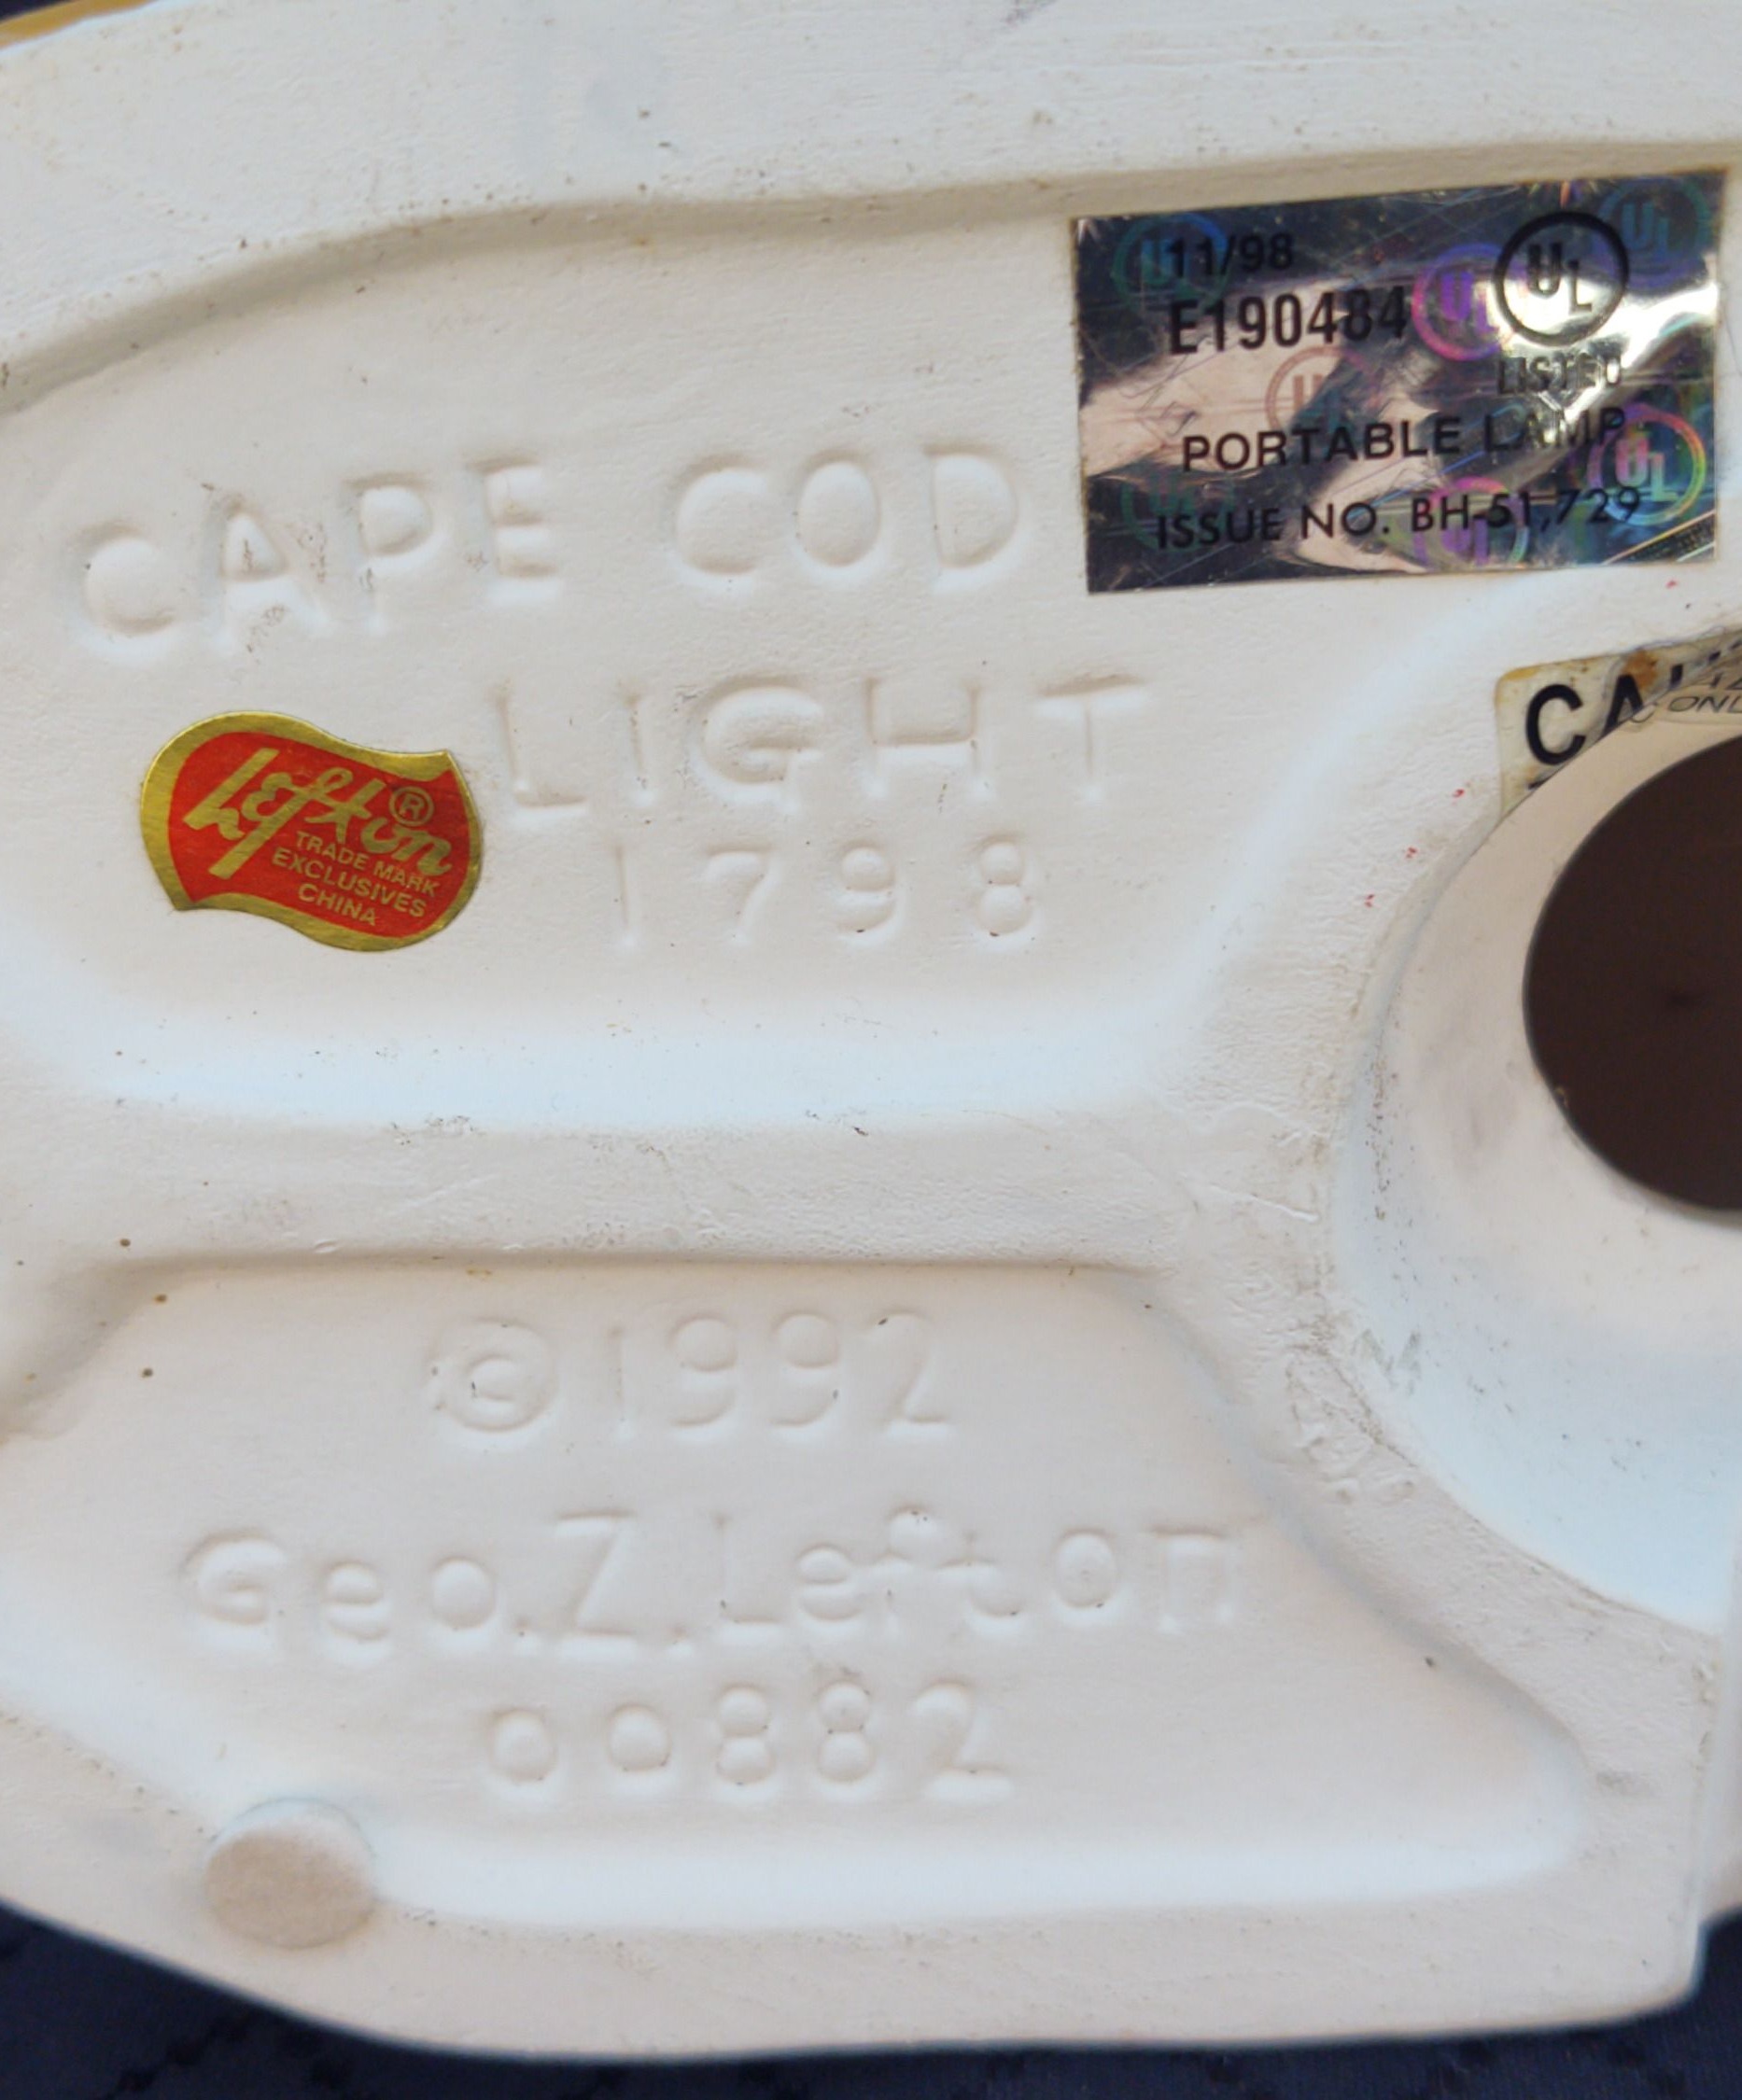 11/98
E190484
UL
LISTED
PORTABLE LAMP
ISSUE NO. BH-51,729
CAPE COD
LIGHT
1798
Lefton®
TRADE MARK
EXCLUSIVES
CHINA
©1992
Geo.Z.Lefton
00882